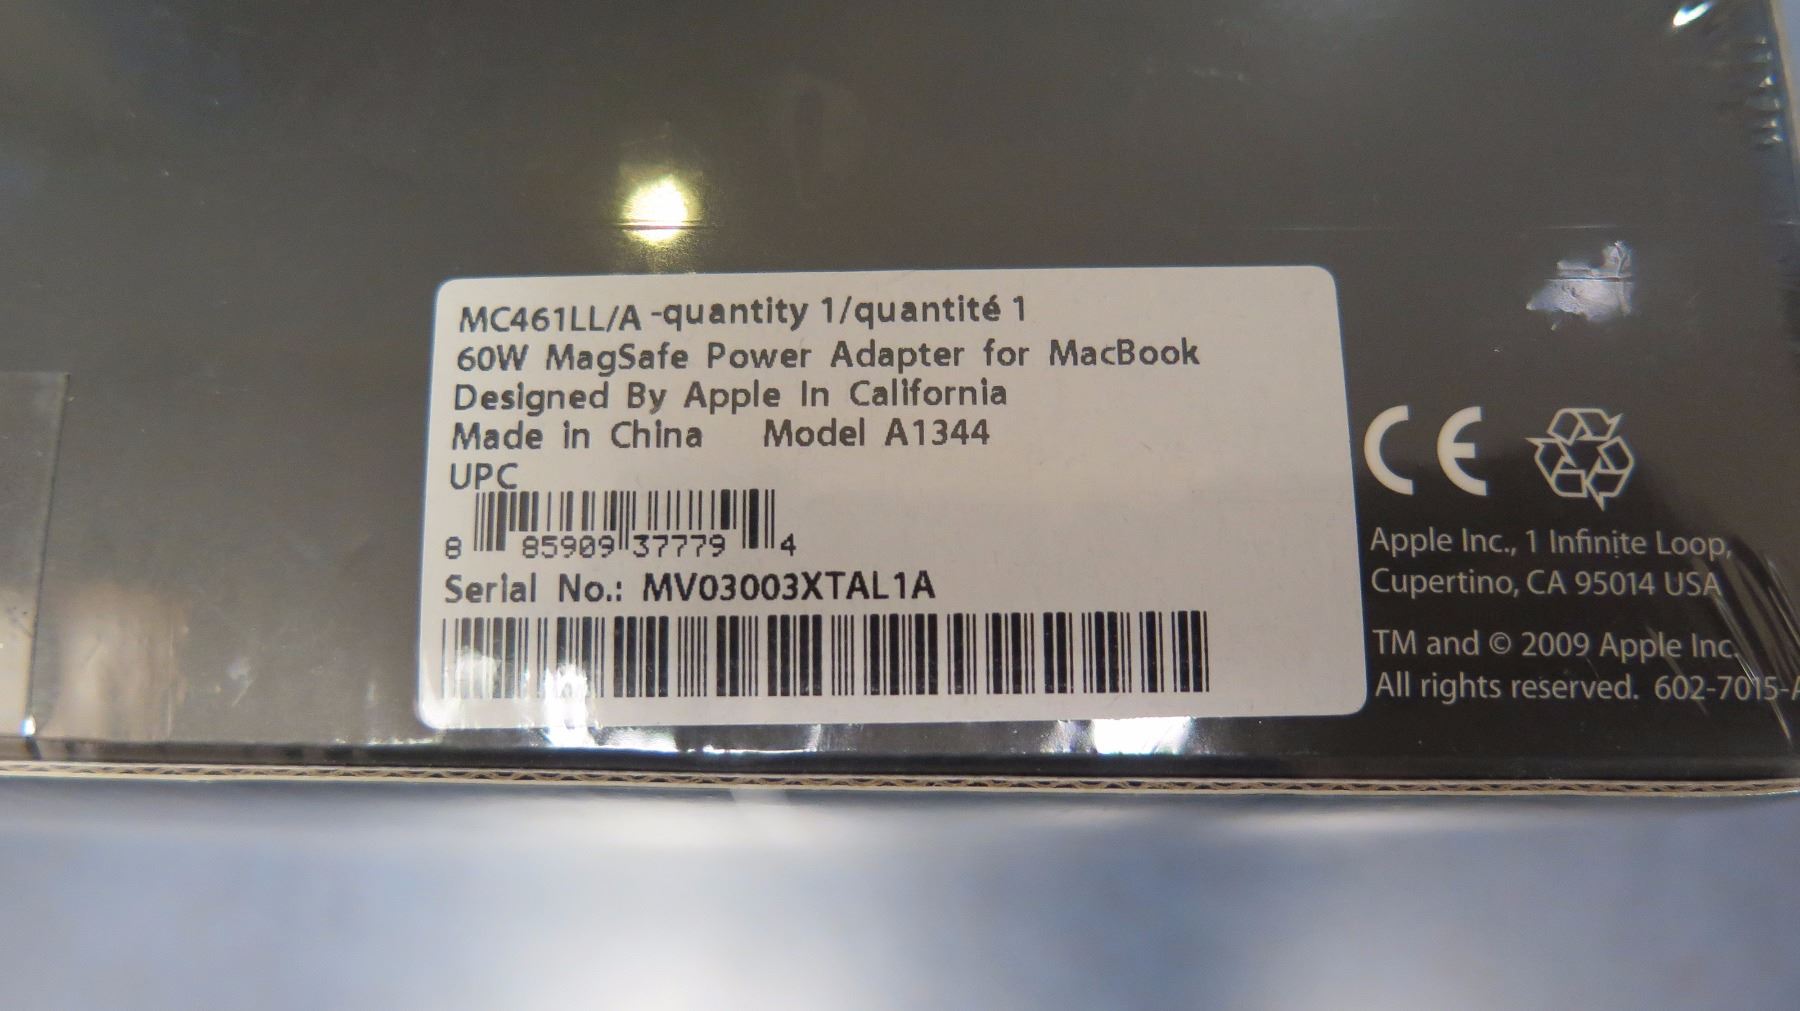 MC461LL/A -quantity 1/quantité 1
60W MagSafe Power Adapter for MacBook
Designed By Apple In California
Made in China Model A1344
UPC
8 85909 37779 4
Serial No.: MV03003XTAL1A
CE
Apple Inc., 1 Infinite Loop,
Cupertino, CA 95014 USA
TM and © 2009 Apple Inc.
All rights reserved. 602-7015-A